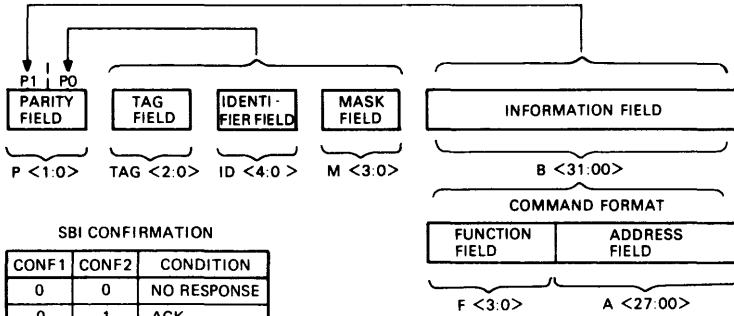 P1 | P0
PARITY FIELD
TAG FIELD
IDENTI- FIER FIELD
MASK FIELD
INFORMATION FIELD
P <1:0>
TAG <2:0>
ID <4:0 >
M <3:0>
B <31:00>
COMMAND FORMAT
FUNCTION FIELD
ADDRESS FIELD
F <3:0>
A <27:00>
SBI CONFIRMATION
CONF1 CONF2 CONDITION
0 0 NO RESPONSE
0 1 ACK